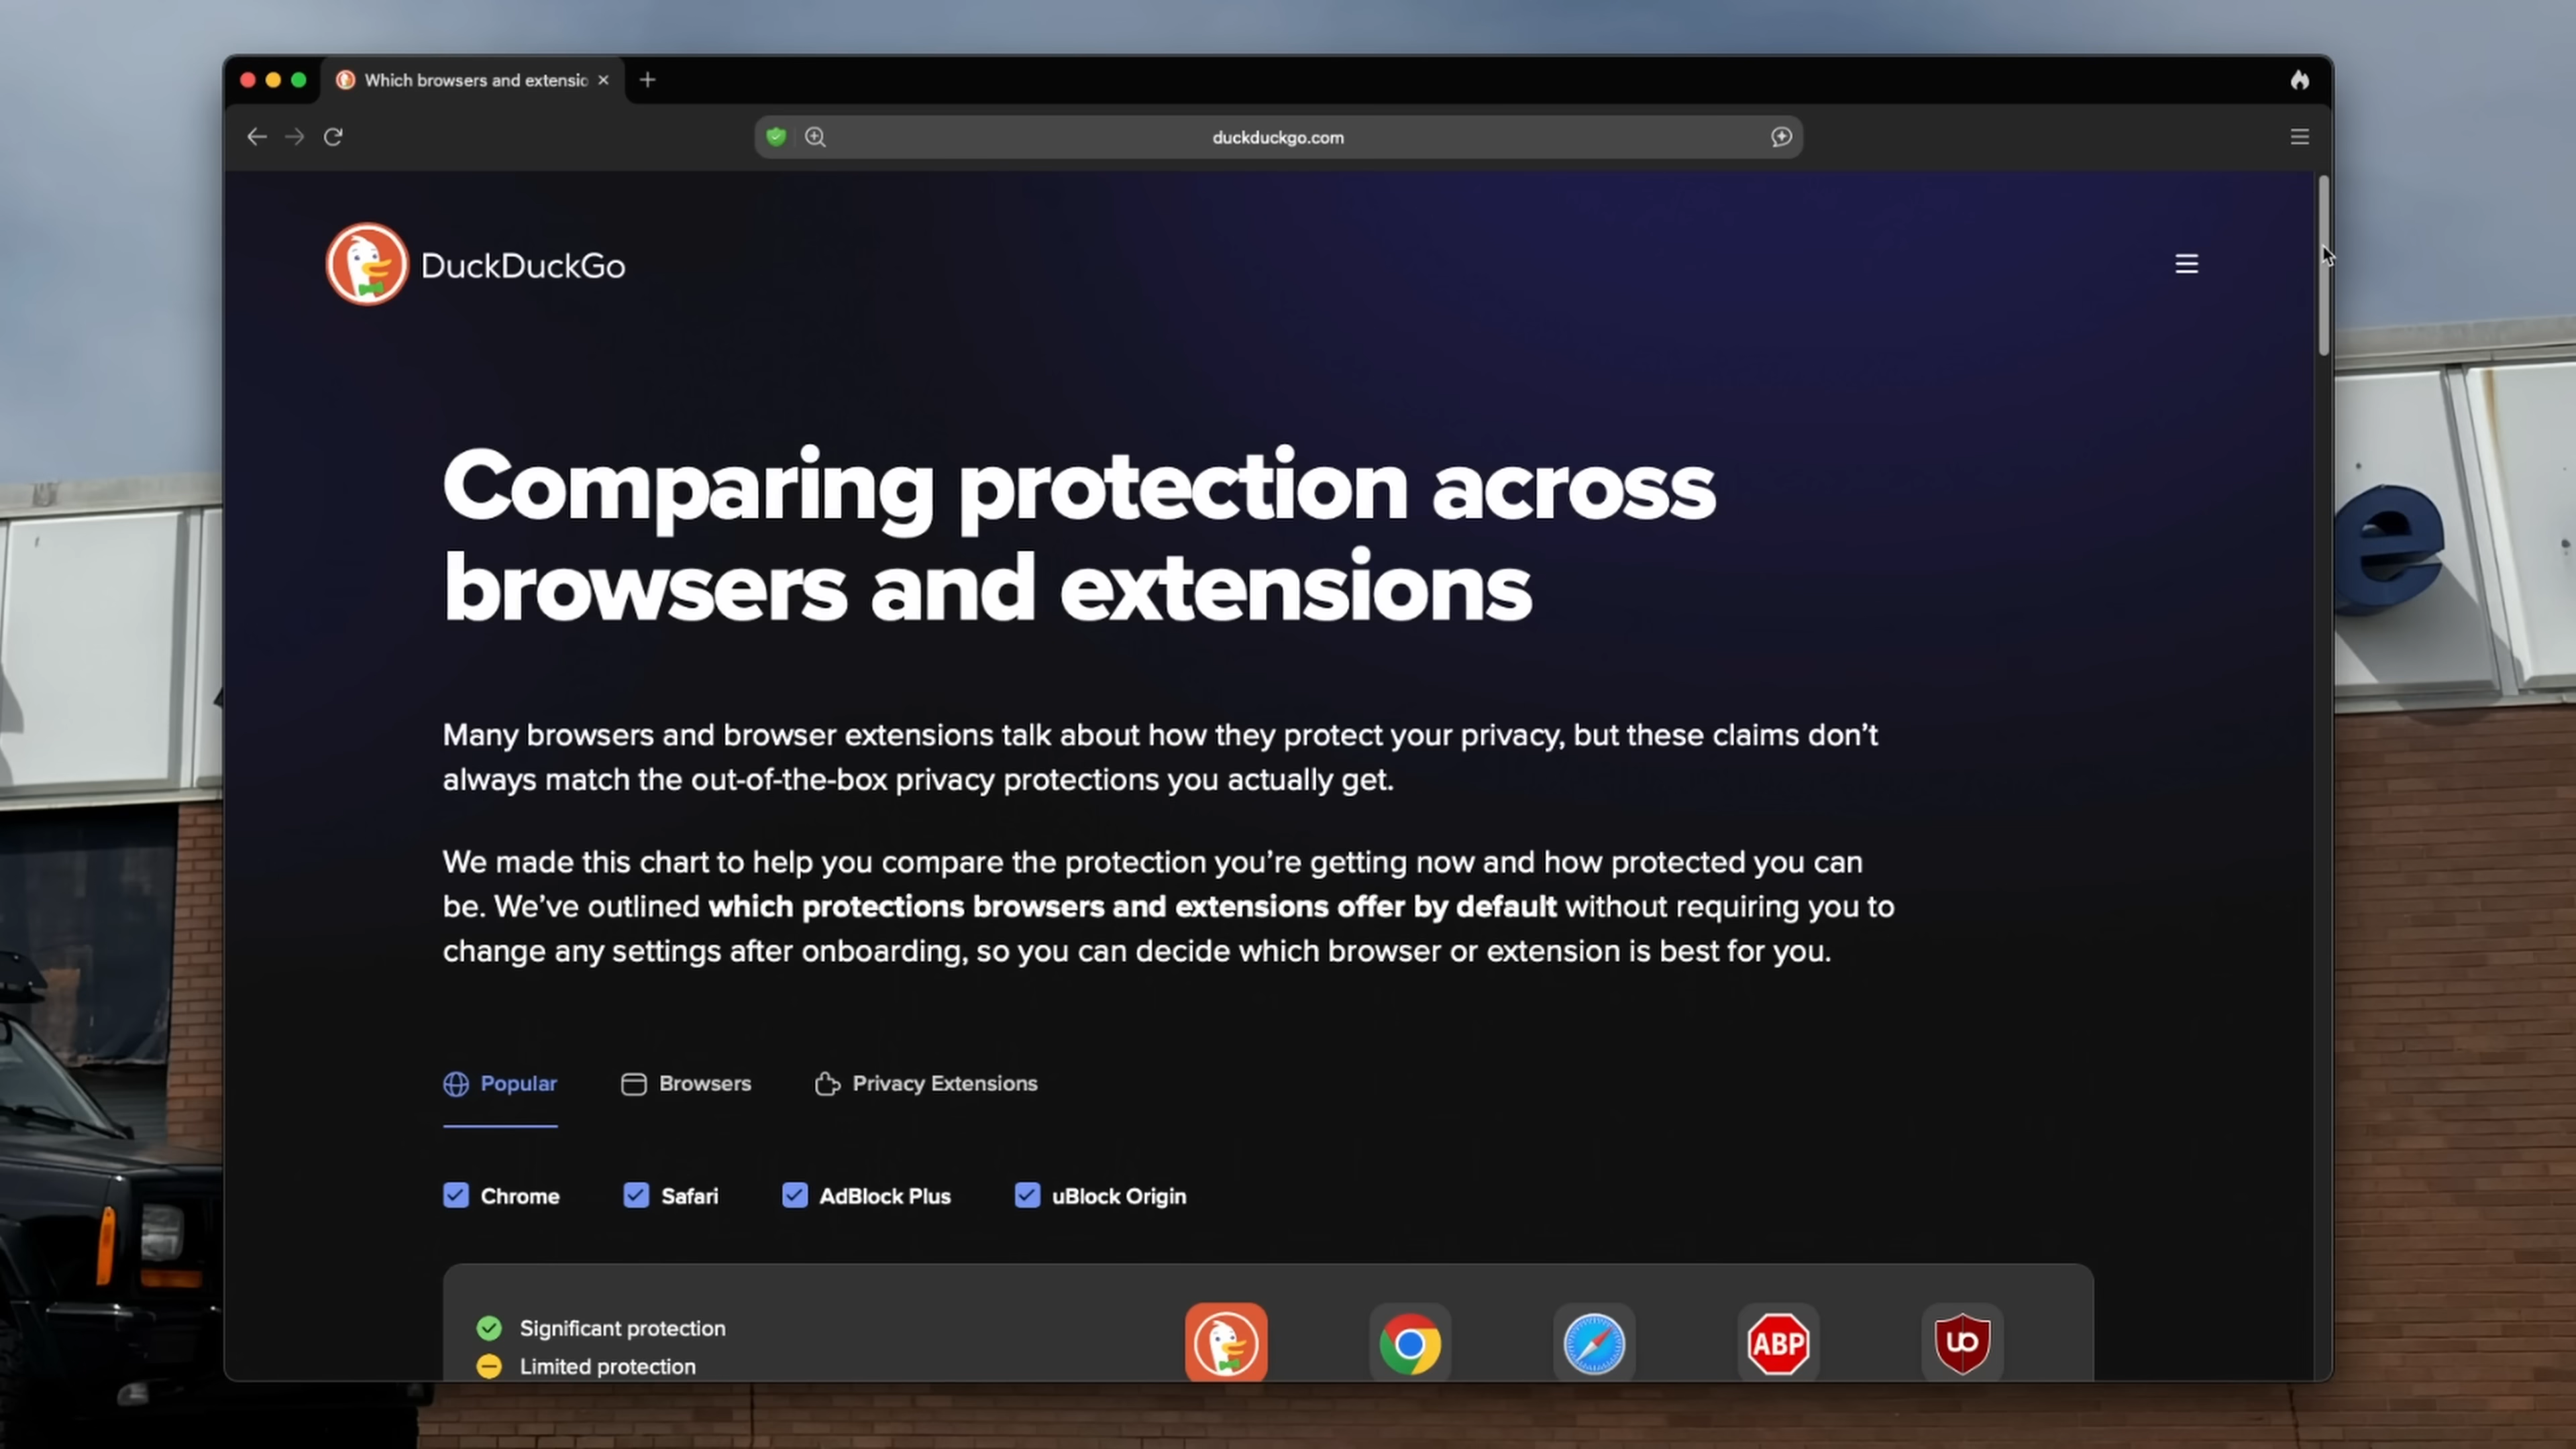 Which browsers and extensio
duckduckgo.com
DuckDuckGo
Comparing protection across
browsers and extensions
Many browsers and browser extensions talk about how they protect your privacy, but these claims don’t
always match the out-of-the-box privacy protections you actually get.
We made this chart to help you compare the protection you’re getting now and how protected you can
be. We’ve outlined which protections browsers and extensions offer by default without requiring you to
change any settings after onboarding, so you can decide which browser or extension is best for you.
Popular Browsers Privacy Extensions
Chrome Safari AdBlock Plus uBlock Origin
Significant protection
Limited protection
ABP
UO
e